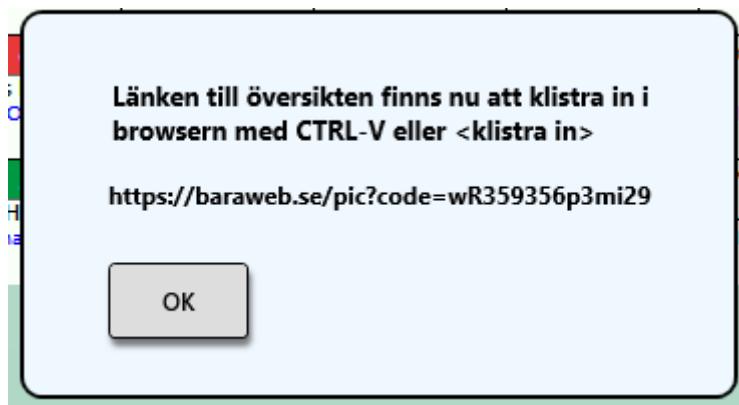 Länken till översikten finns nu att klistra in i
browsern med CTRL-V eller <klistra in>
https://baraweb.se/pic?code=wR359356p3mi29
OK